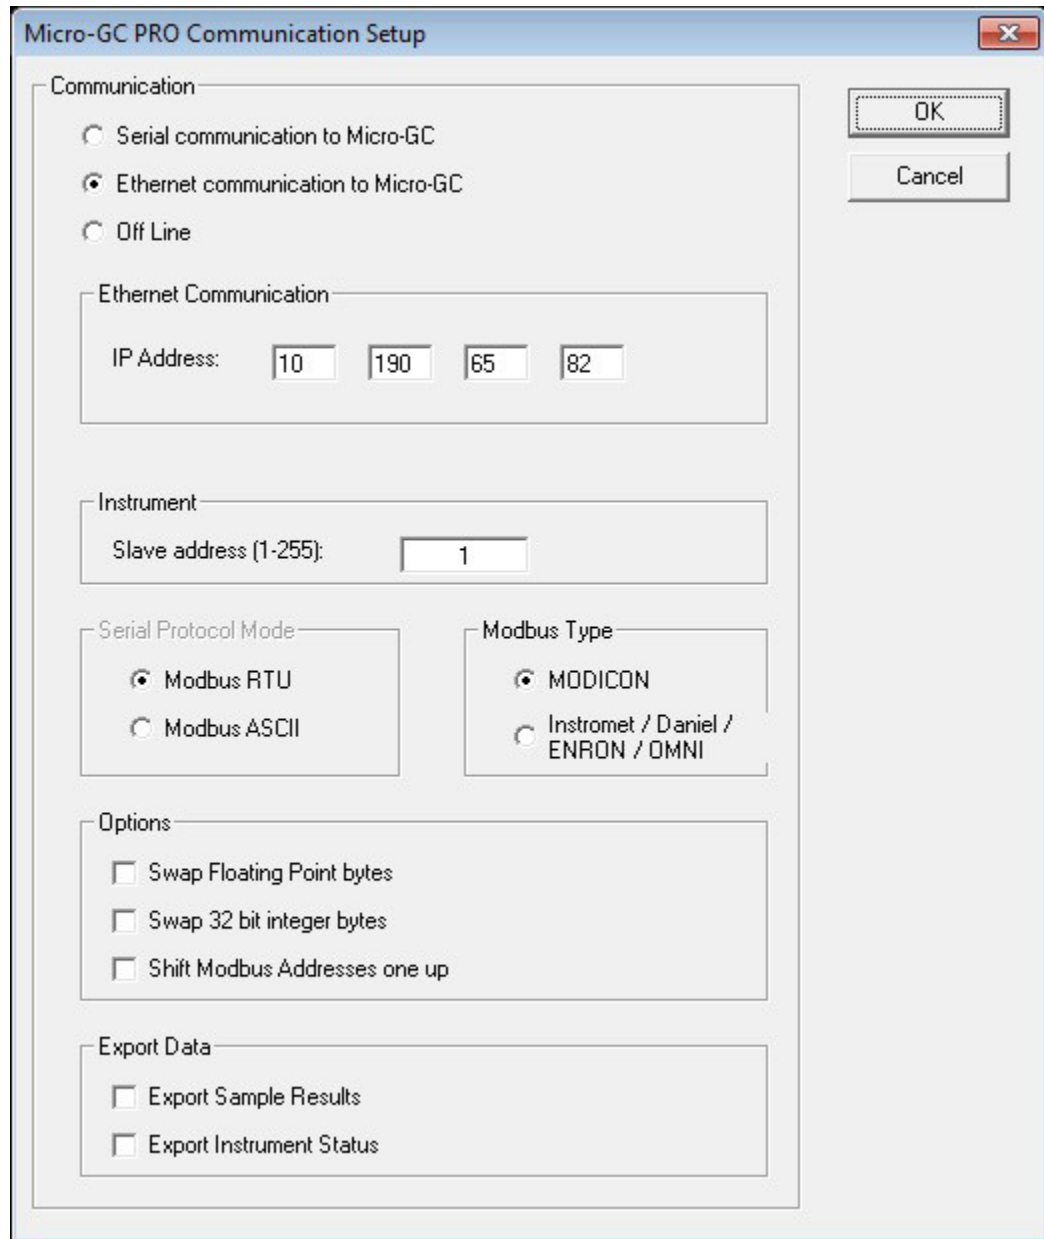 Micro-GC PRO Communication Setup
Communication
OK
Serial communication to Micro-GC
Ethernet communication to Micro-GC
Cancel
Off Line
Ethernet Communication
IP Address: 10 190 65 82
Instrument
Slave address (1-255): 1
Serial Protocol Mode
Modbus RTU
Modbus ASCII
Modbus Type
MODICON
Instromet / Daniel /
ENRON / OMNI
Options
Swap Floating Point bytes
Swap 32 bit integer bytes
Shift Modbus Addresses one up
Export Data
Export Sample Results
Export Instrument Status